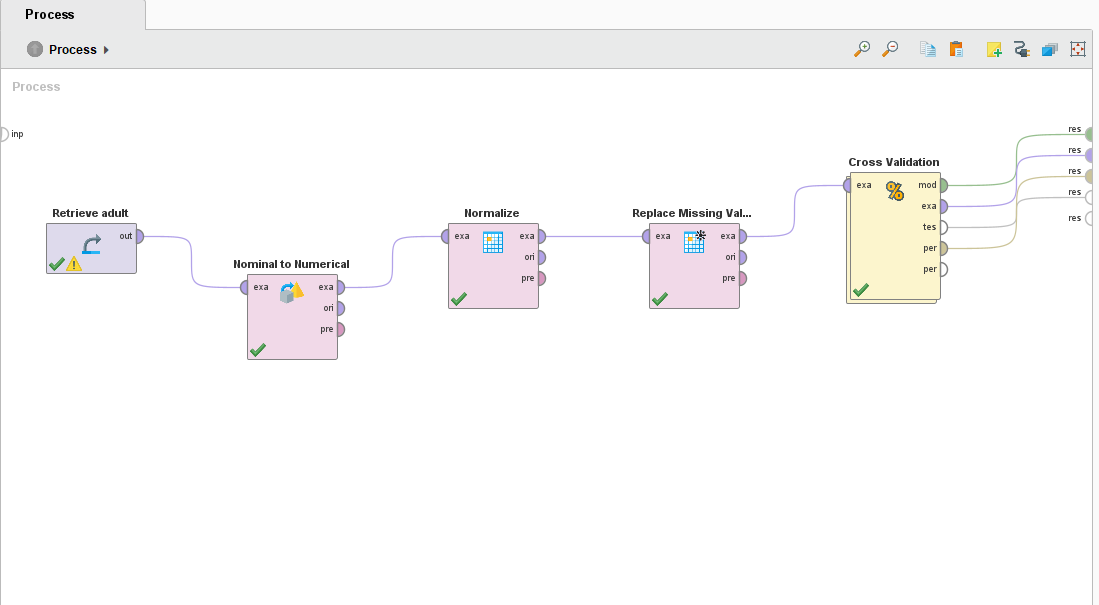 Process
Process
Process
inp
Retrieve adult
out
Nominal to Numerical
exa
exa
ori
pre
Normalize
exa
exa
ori
pre
Replace Missing Val...
exa
exa
ori
pre
Cross Validation
exa
%
mod
exa
tes
per
per
res
res
res
res
res